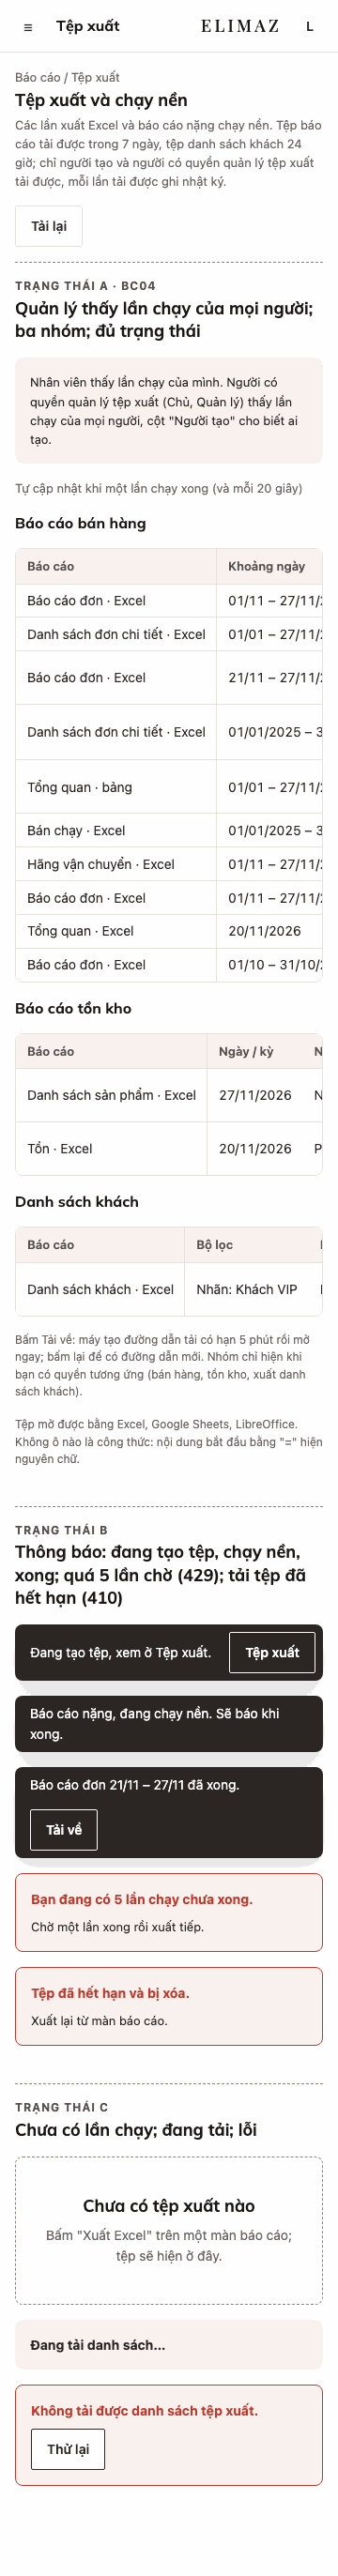 ≡ Tệp xuất ELIMAZ L
Báo cáo / Tệp xuất
Tệp xuất và chạy nền
Các lần xuất Excel và báo cáo nặng chạy nền. Tệp báo
cáo tải được trong 7 ngày, tệp danh sách khách 24
giờ; chỉ người tạo và người có quyền quản lý tệp xuất
tải được, mỗi lần tải được ghi nhật ký.
Tải lại
TRẠNG THÁI A · BC04
Quản lý thấy lần chạy của mọi người;
ba nhóm; đủ trạng thái
Nhân viên thấy lần chạy của mình. Người có
quyền quản lý tệp xuất (Chủ, Quản lý) thấy lần
chạy của mọi người, cột "Người tạo" cho biết ai
tạo.
Tự cập nhật khi một lần chạy xong (và mỗi 20 giây)
Báo cáo bán hàng
Báo cáo Khoảng ngày
Báo cáo đơn · Excel 01/11 – 27/11/2
Danh sách đơn chi tiết · Excel 01/01 – 27/11/2
Báo cáo đơn · Excel 21/11 – 27/11/2
Danh sách đơn chi tiết · Excel 01/01/2025 – 3
Tổng quan · bảng 01/01 – 27/11/2
Bán chạy · Excel 01/01/2025 – 3
Hãng vận chuyển · Excel 01/11 – 27/11/2
Báo cáo đơn · Excel 01/11 – 27/11/2
Tổng quan · Excel 20/11/2026
Báo cáo đơn · Excel 01/10 – 31/10/2
Báo cáo tồn kho
Báo cáo Ngày / kỳ N
Danh sách sản phẩm · Excel 27/11/2026 N
Tồn · Excel 20/11/2026 P
Danh sách khách
Báo cáo Bộ lọc
Danh sách khách · Excel Nhãn: Khách VIP
Bấm Tải về: máy tạo đường dẫn tải có hạn 5 phút rồi mở
ngay; bấm lại để có đường dẫn mới. Nhóm chỉ hiện khi
bạn có quyền tương ứng (bán hàng, tồn kho, xuất danh
sách khách).
Tệp mở được bằng Excel, Google Sheets, LibreOffice.
Không ô nào là công thức: nội dung bắt đầu bằng "=" hiện
nguyên chữ.
TRẠNG THÁI B
Thông báo: đang tạo tệp, chạy nền,
xong; quá 5 lần chờ (429); tải tệp đã
hết hạn (410)
Đang tạo tệp, xem ở Tệp xuất. Tệp xuất
Báo cáo nặng, đang chạy nền. Sẽ báo khi
xong.
Báo cáo đơn 21/11 – 27/11 đã xong.
Tải về
Bạn đang có 5 lần chạy chưa xong.
Chờ một lần xong rồi xuất tiếp.
Tệp đã hết hạn và bị xóa.
Xuất lại từ màn báo cáo.
TRẠNG THÁI C
Chưa có lần chạy; đang tải; lỗi
Chưa có tệp xuất nào
Bấm "Xuất Excel" trên một màn báo cáo;
tệp sẽ hiện ở đây.
Đang tải danh sách...
Không tải được danh sách tệp xuất.
Thử lại